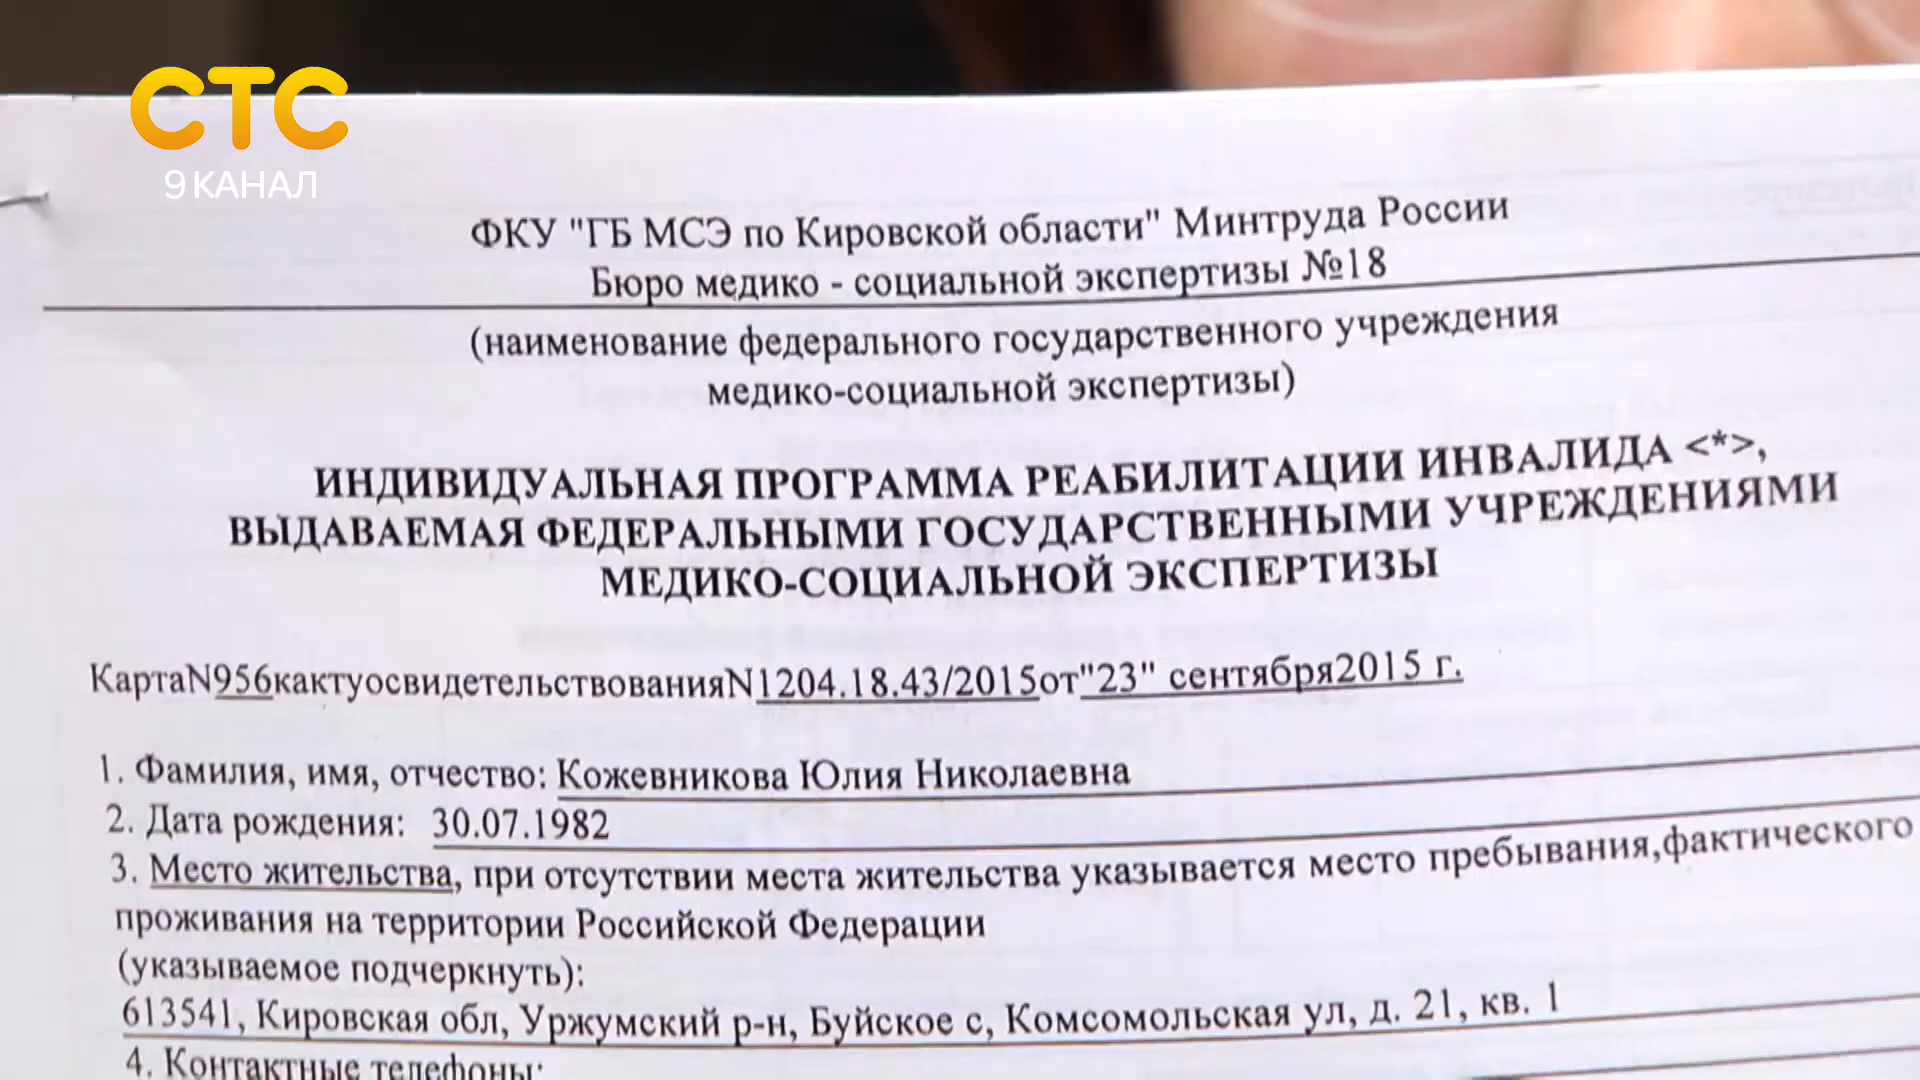 СТС
9 КАНАЛ
ФКУ "ГБ МСЭ по Кировской области" Минтруда России
Бюро медико - социальной экспертизы №18
(наименование федерального государственного учреждения
медико-социальной экспертизы)
ИНДИВИДУАЛЬНАЯ ПРОГРАММА РЕАБИЛИТАЦИИ ИНВАЛИДА <*>,
ВЫДАВАЕМАЯ ФЕДЕРАЛЬНЫМИ ГОСУДАРСТВЕННЫМИ УЧРЕЖДЕНИЯМИ
МЕДИКО-СОЦИАЛЬНОЙ ЭКСПЕРТИЗЫ
КартаN956кактуосвидетельствованияN1204.18.43/2015от"23" сентября2015 г.
1. Фамилия, имя, отчество: Кожевникова Юлия Николаевна
2. Дата рождения: 30.07.1982
3. Место жительства, при отсутствии места жительства указывается место пребывания,фактического
проживания на территории Российской Федерации
(указываемое подчеркнуть):
613541, Кировская обл, Уржумский р-н, Буйское с, Комсомольская ул, д. 21, кв. 1
4. Контактные телефоны: